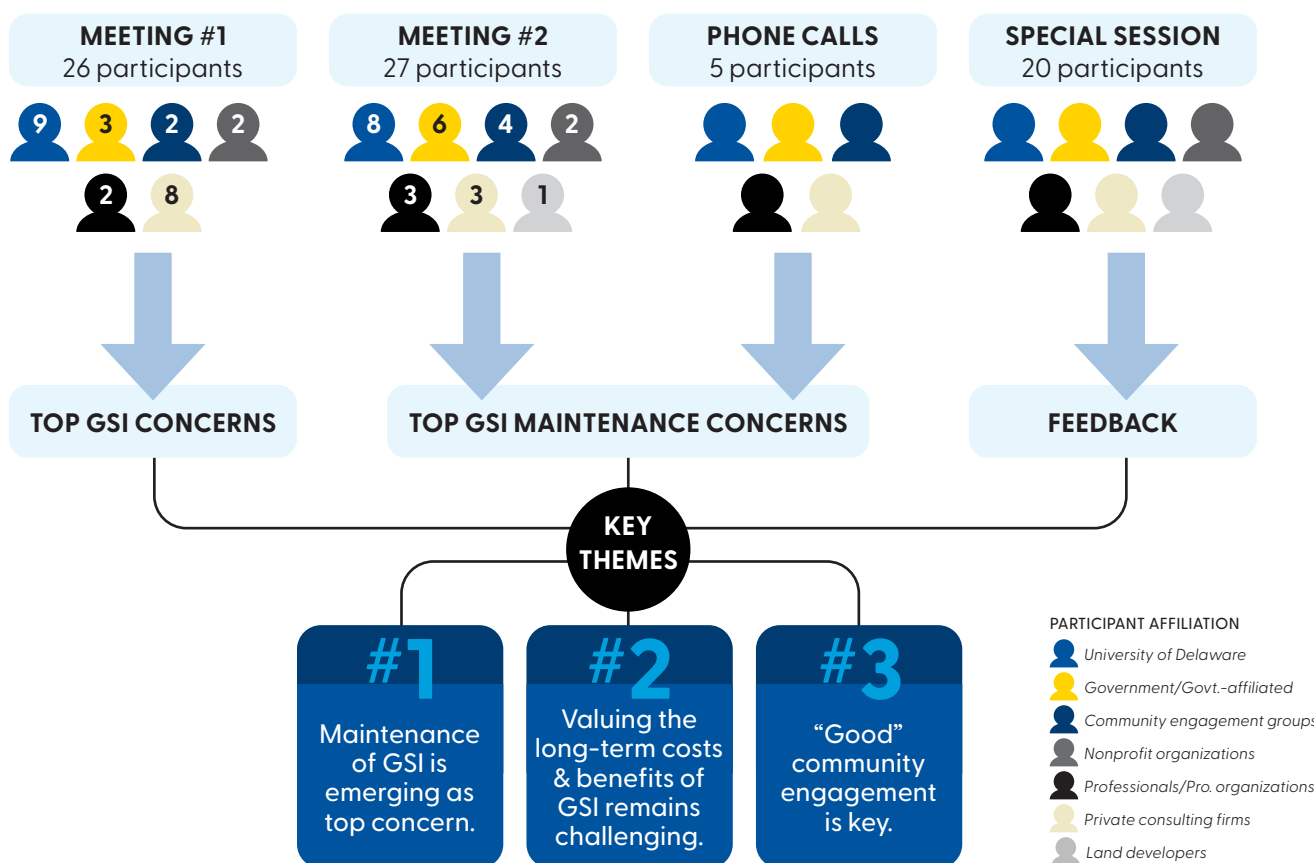 MEETING #1
26 participants
MEETING #2
27 participants
PHONE CALLS
5 participants
SPECIAL SESSION
20 participants
9
3
2
2
2
8
8
6
4
2
3
3
1
TOP GSI CONCERNS
TOP GSI MAINTENANCE CONCERNS
FEEDBACK
KEY
THEMES
#1
Maintenance
of GSI is
emerging as
top concern.
#2
Valuing the
long-term costs
& benefits of
GSI remains
challenging.
#3
“Good”
community
engagement
is key.
PARTICIPANT AFFILIATION
University of Delaware
Government/Govt.-affiliated
Community engagement groups
Nonprofit organizations
Professionals/Pro. organizations
Private consulting firms
Land developers